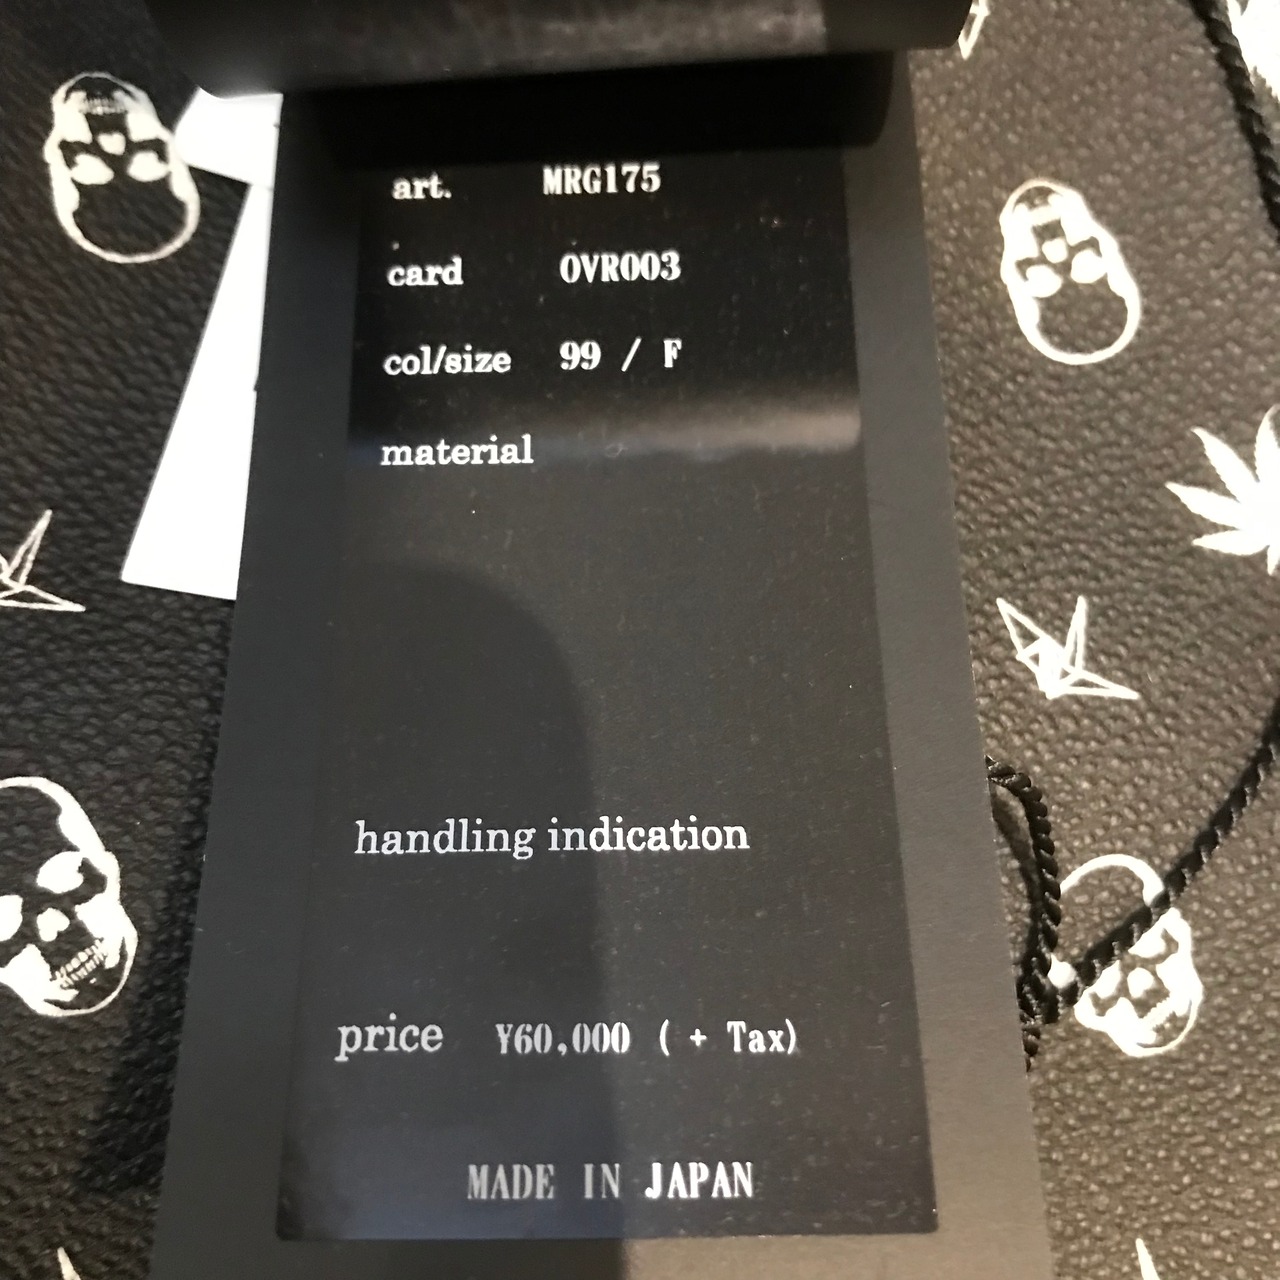 art. MRG175
card OVR003
col/size 99 / F
material
handling indication
price ¥60,000 ( + Tax)
MADE IN JAPAN